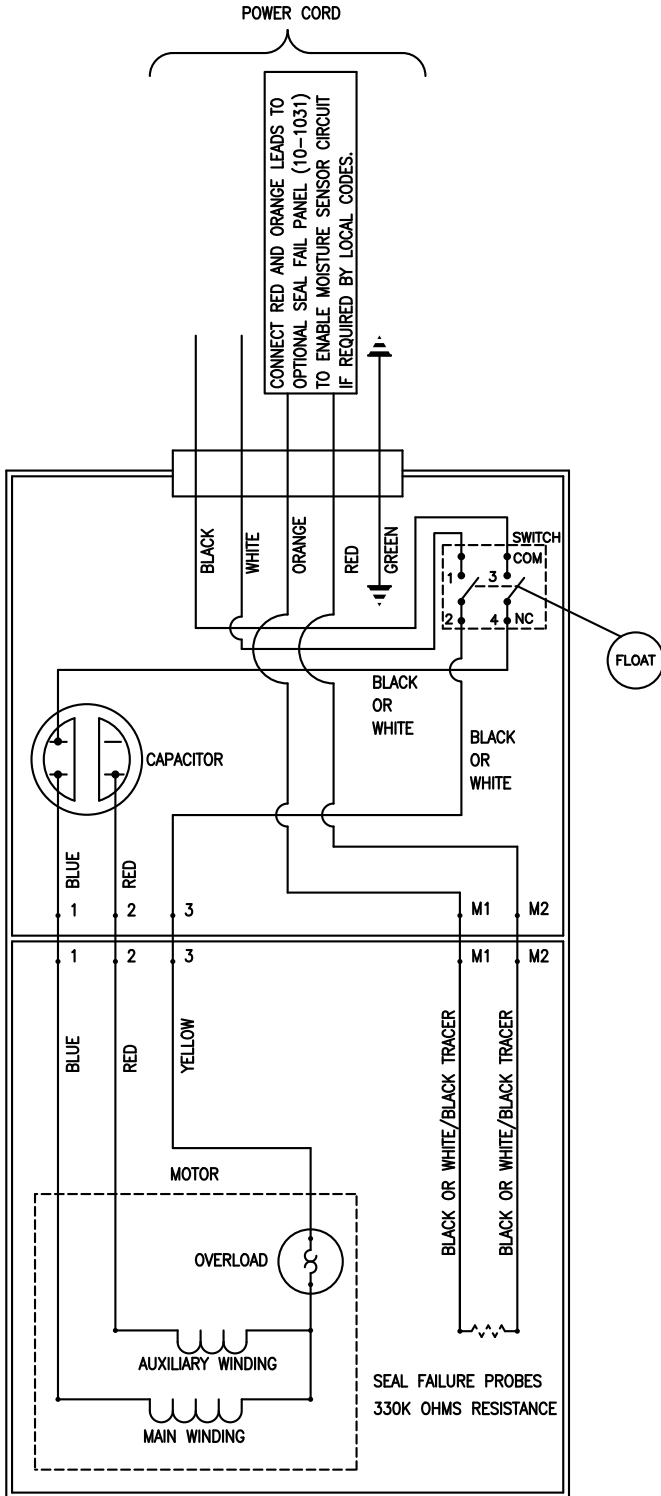 POWER CORD
CONNECT RED AND ORANGE LEADS TO
OPTIONAL SEAL FAIL PANEL (10-1031)
TO ENABLE MOISTURE SENSOR CIRCUIT
IF REQUIRED BY LOCAL CODES.
BLACK
WHITE
ORANGE
RED
GREEN
SWITCH
COM
1
3
2
4
NC
FLOAT
BLACK
OR
WHITE
BLACK
OR
WHITE
CAPACITOR
BLUE
RED
1
2
3
M1
M2
1
2
3
M1
M2
BLUE
RED
YELLOW
BLACK OR WHITE/BLACK TRACER
BLACK OR WHITE/BLACK TRACER
MOTOR
OVERLOAD
AUXILIARY WINDING
MAIN WINDING
SEAL FAILURE PROBES
330K OHMS RESISTANCE